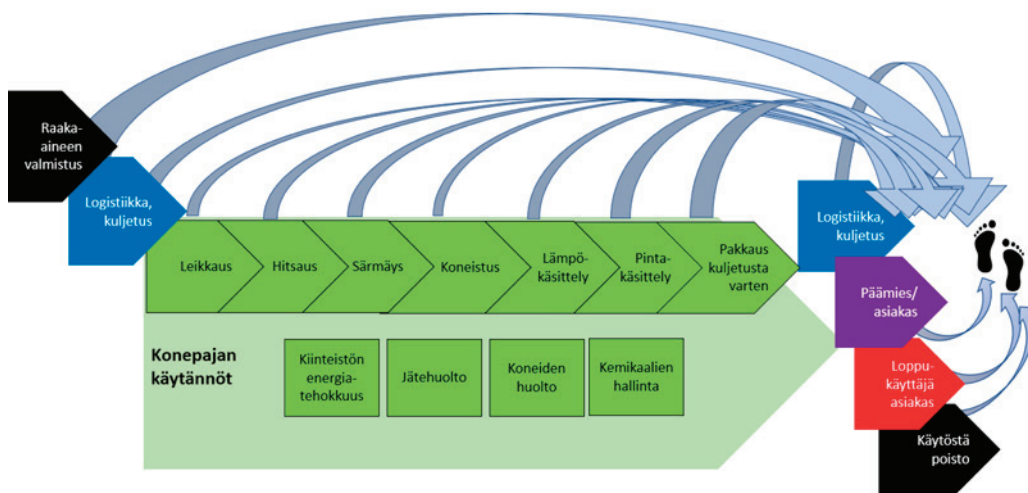 Raaka-
aineen
valmistus
Logistiikka,
kuljetus
Leikkaus
Hitsaus
Särmäys
Koneistus
Lämpö-
käsittely
Pinta-
käsittely
Pakkaus
kuljetusta
varten
Logistiikka,
kuljetus
Päämies/
asiakas
Loppu-
käyttäjä
asiakas
Käytöstä
poisto
Konepajan
käytännöt
Kiinteistön
energia-
tehokkuus
Jätehuolto
Koneiden
huolto
Kemikaalien
hallinta